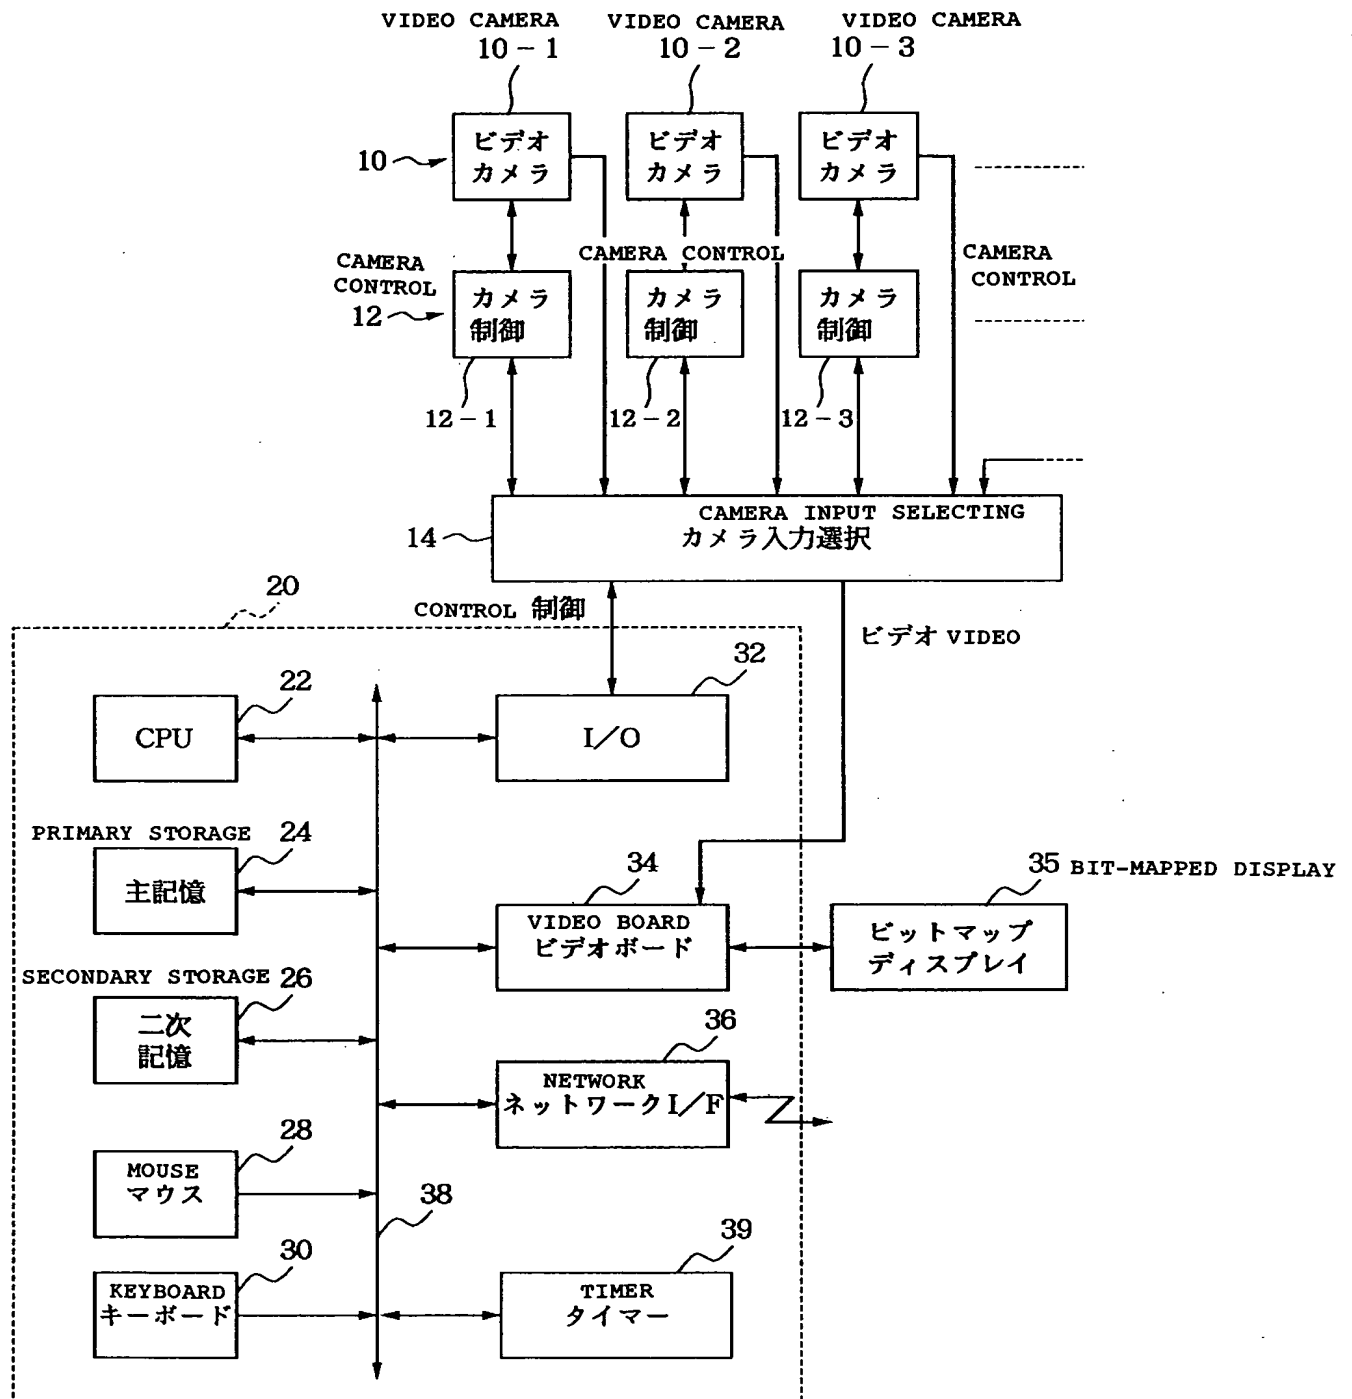 VIDEO CAMERA
10-1
VIDEO CAMERA
10-2
VIDEO CAMERA
10-3
10
ビデオ
カメラ
ビデオ
カメラ
ビデオ
カメラ
CAMERA
CONTROL
12
CAMERA CONTROL
CAMERA
CONTROL
カメラ
制御
カメラ
制御
カメラ
制御
12-1
12-2
12-3
14
CAMERA INPUT SELECTING
カメラ入力選択
20
CONTROL 制御
ビデオ VIDEO
22
CPU
32
I/O
PRIMARY STORAGE
24
主記憶
34
VIDEO BOARD
ビデオボード
35 BIT-MAPPED DISPLAY
ビットマップ
ディスプレイ
SECONDARY STORAGE
26
二次
記憶
36
NETWORK
ネットワークI/F
28
MOUSE
マウス
38
30
KEYBOARD
キーボード
39
TIMER
タイマー